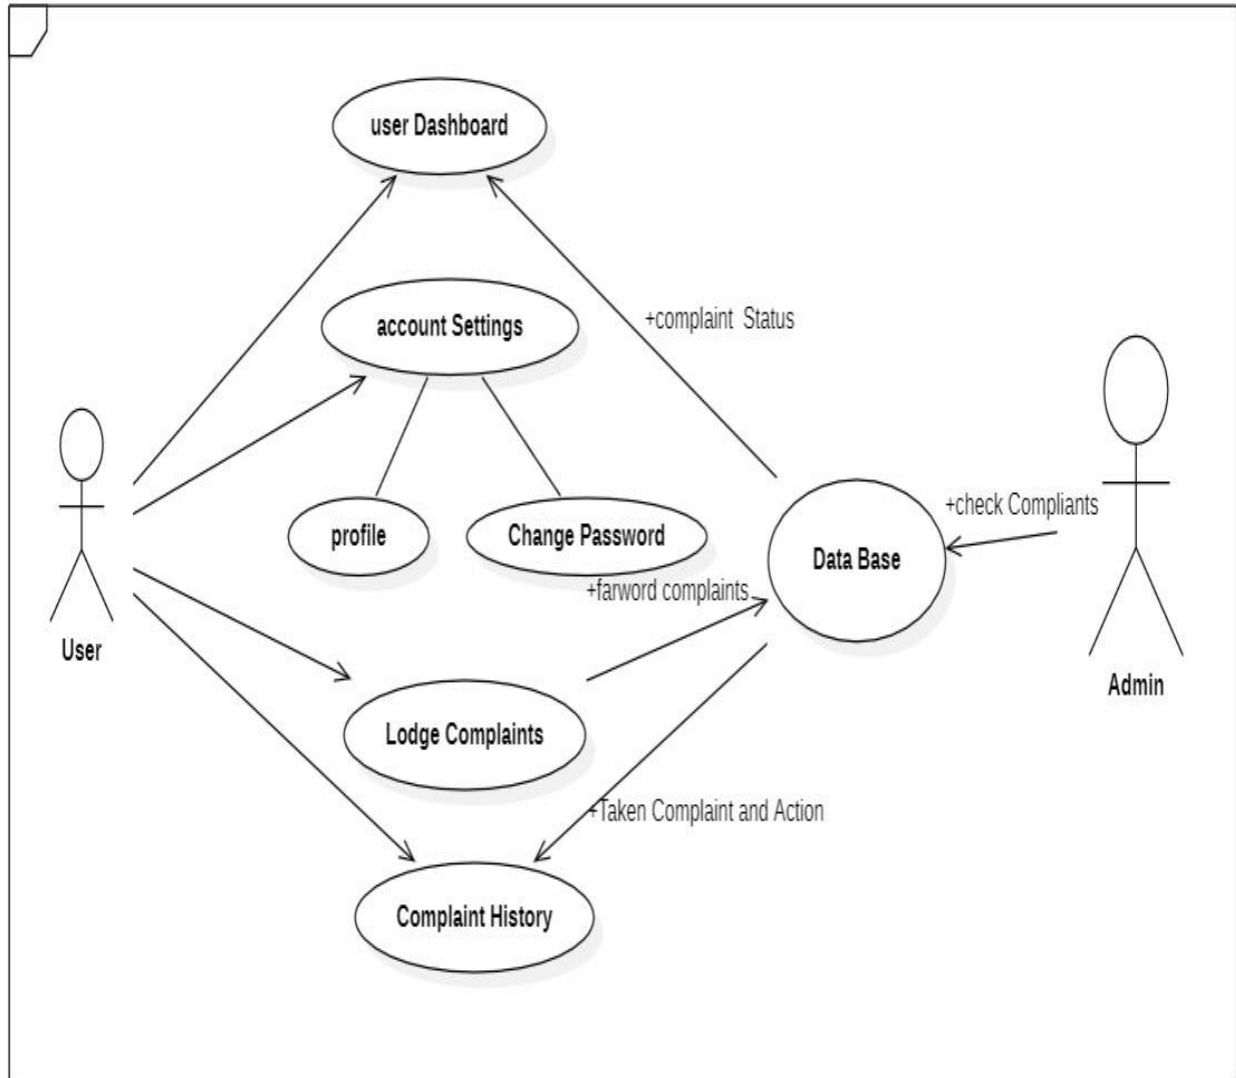 user Dashboard
account Settings
+complaint Status
+check Compliants
profile
Change Password
Data Base
+farword complaints
User
Admin
Lodge Complaints
+Taken Complaint and Action
Complaint History